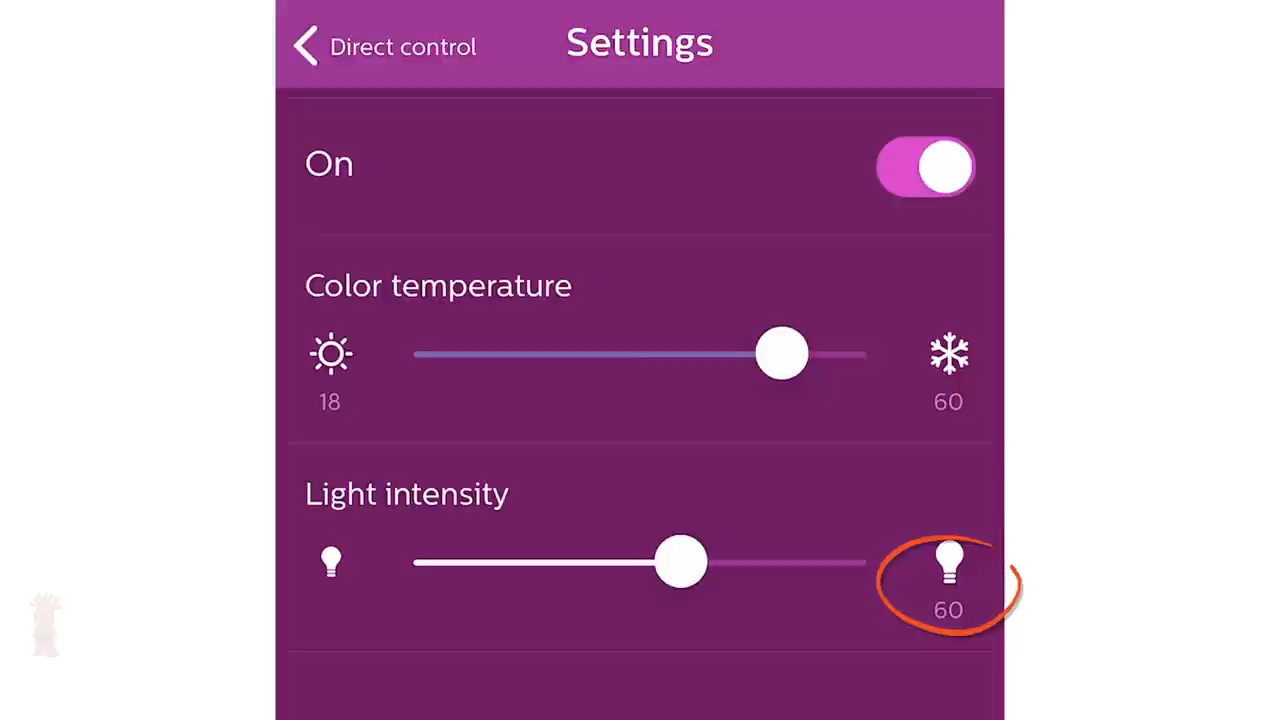 Direct control
Settings
On
Color temperature
18
60
Light intensity
60